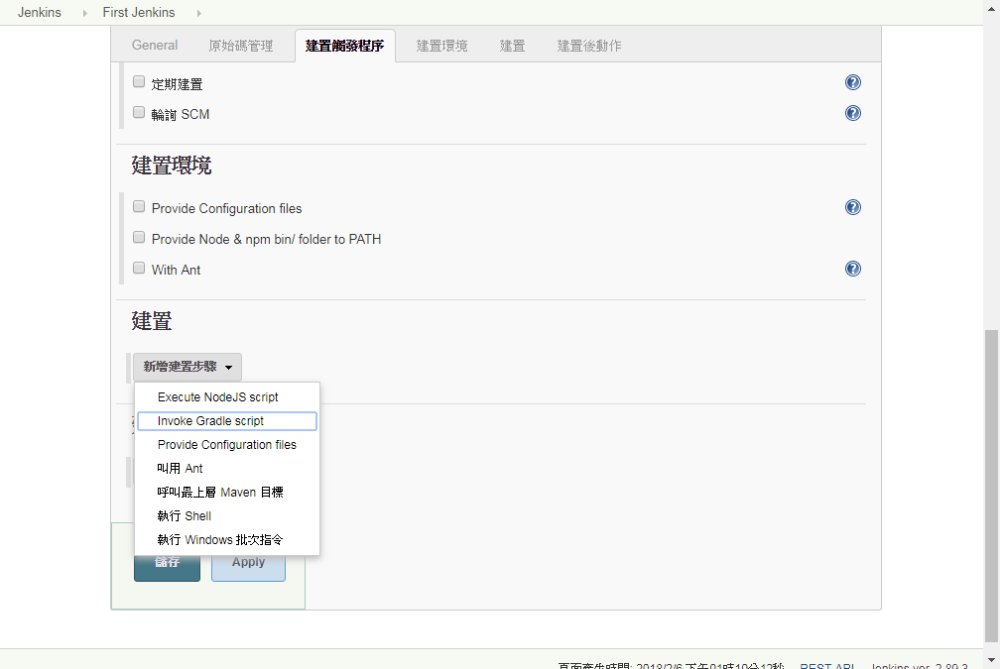 Jenkins First Jenkins
General 原始碼管理 建置觸發程序 建置環境 建置 建置後動作
定期建置
輪詢 SCM
建置環境
Provide Configuration files
Provide Node & npm bin/ folder to PATH
With Ant
建置
新增建置步驟
Execute NodeJS script
Invoke Gradle script
Provide Configuration files
叫用 Ant
呼叫最上層 Maven 目標
執行 Shell
執行 Windows 批次指令
儲存 Apply
頁面產生時間: 2018/2/6 下午01時10分12秒 REST API Jenkins ver. 2.89.3